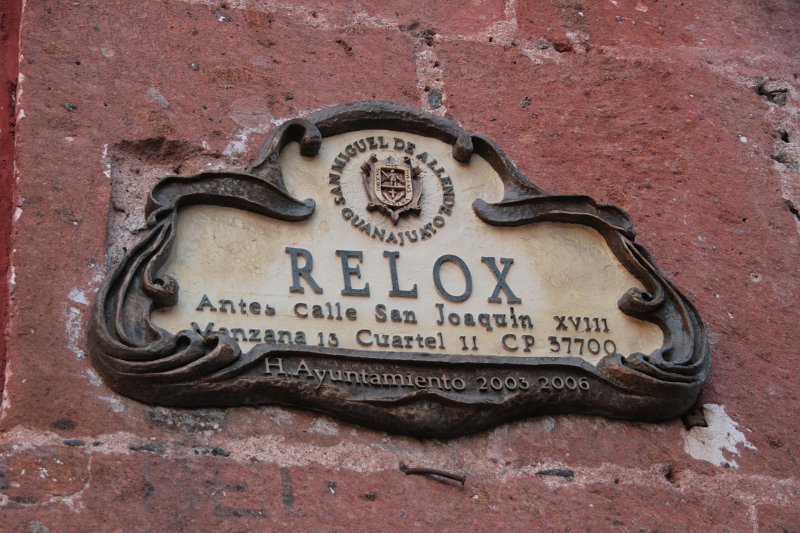 SAN MIGUEL DE ALLENDE
GUANAJUATO
RELOX
Antes Calle San Joaquin XVIII
Manzana 13 Cuartel 11 CP 37700
H. Ayuntamiento 2003 2006